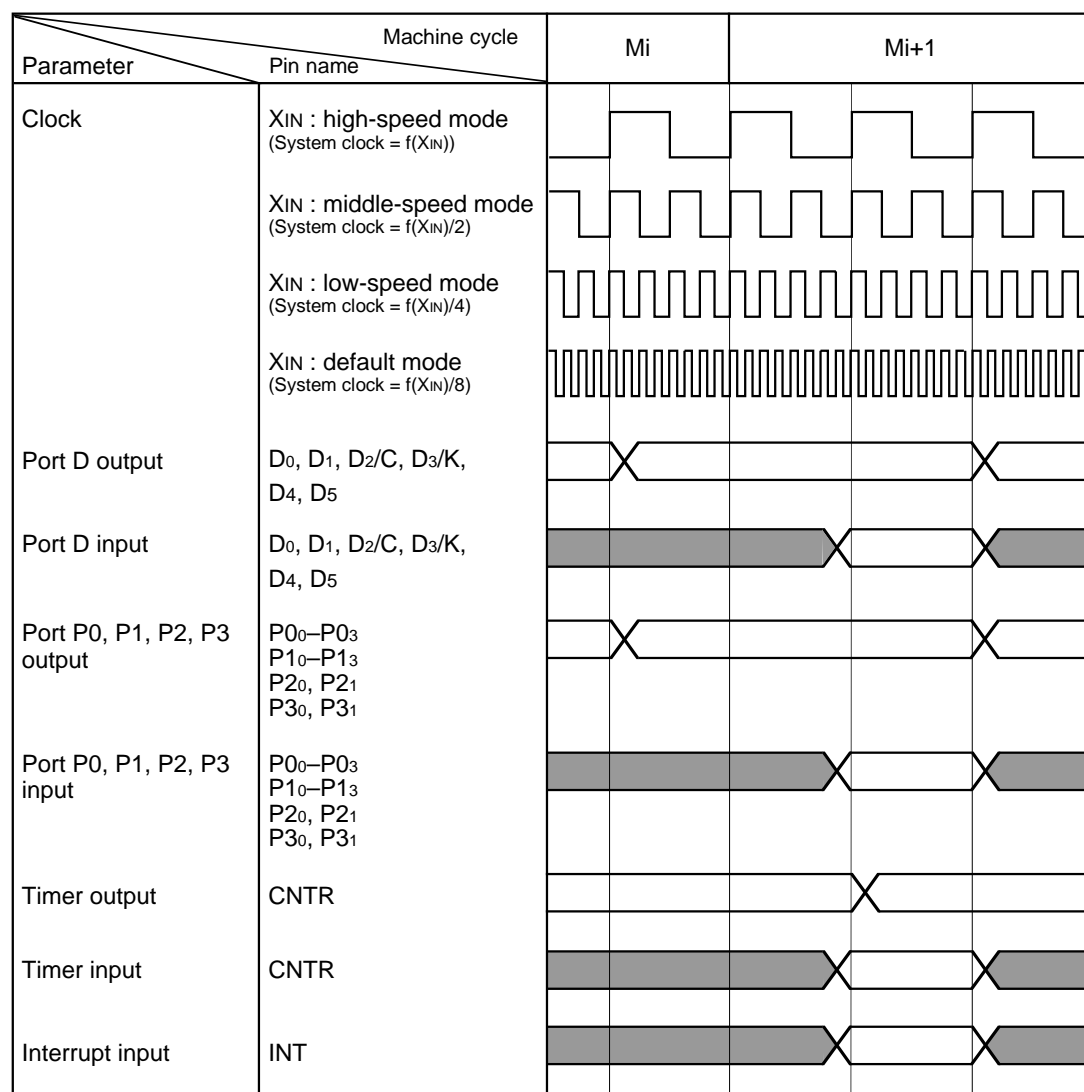 Machine cycle
Parameter
Pin name
Mi
Mi+1
Clock
XIN : high-speed mode
(System clock = f(XIN))
XIN : middle-speed mode
(System clock = f(XIN)/2)
XIN : low-speed mode
(System clock = f(XIN)/4)
XIN : default mode
(System clock = f(XIN)/8)
Port D output
D0, D1, D2/C, D3/K,
D4, D5
Port D input
D0, D1, D2/C, D3/K,
D4, D5
Port P0, P1, P2, P3
output
P00–P03
P10–P13
P20, P21
P30, P31
Port P0, P1, P2, P3
input
P00–P03
P10–P13
P20, P21
P30, P31
Timer output
CNTR
Timer input
CNTR
Interrupt input
INT